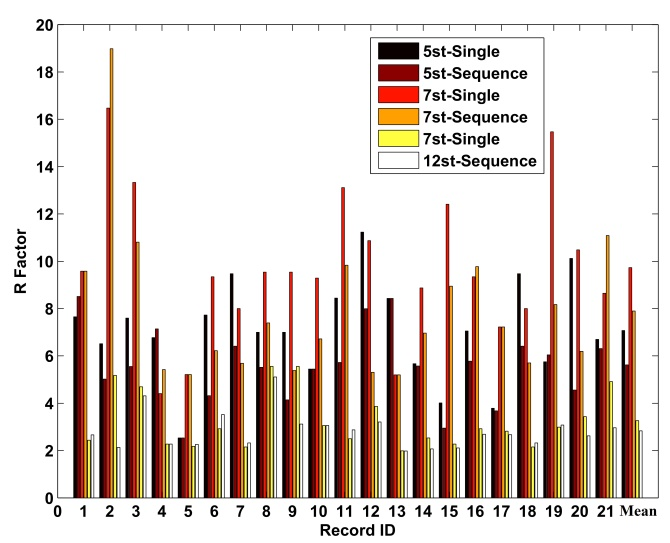 20
18
16
14
12
10
8
6
4
2
0
R Factor
5st-Single
5st-Sequence
7st-Single
7st-Sequence
7st-Single
12st-Sequence
0 1 2 3 4 5 6 7 8 9 10 11 12 13 14 15 16 17 18 19 20 21 Mean
Record ID